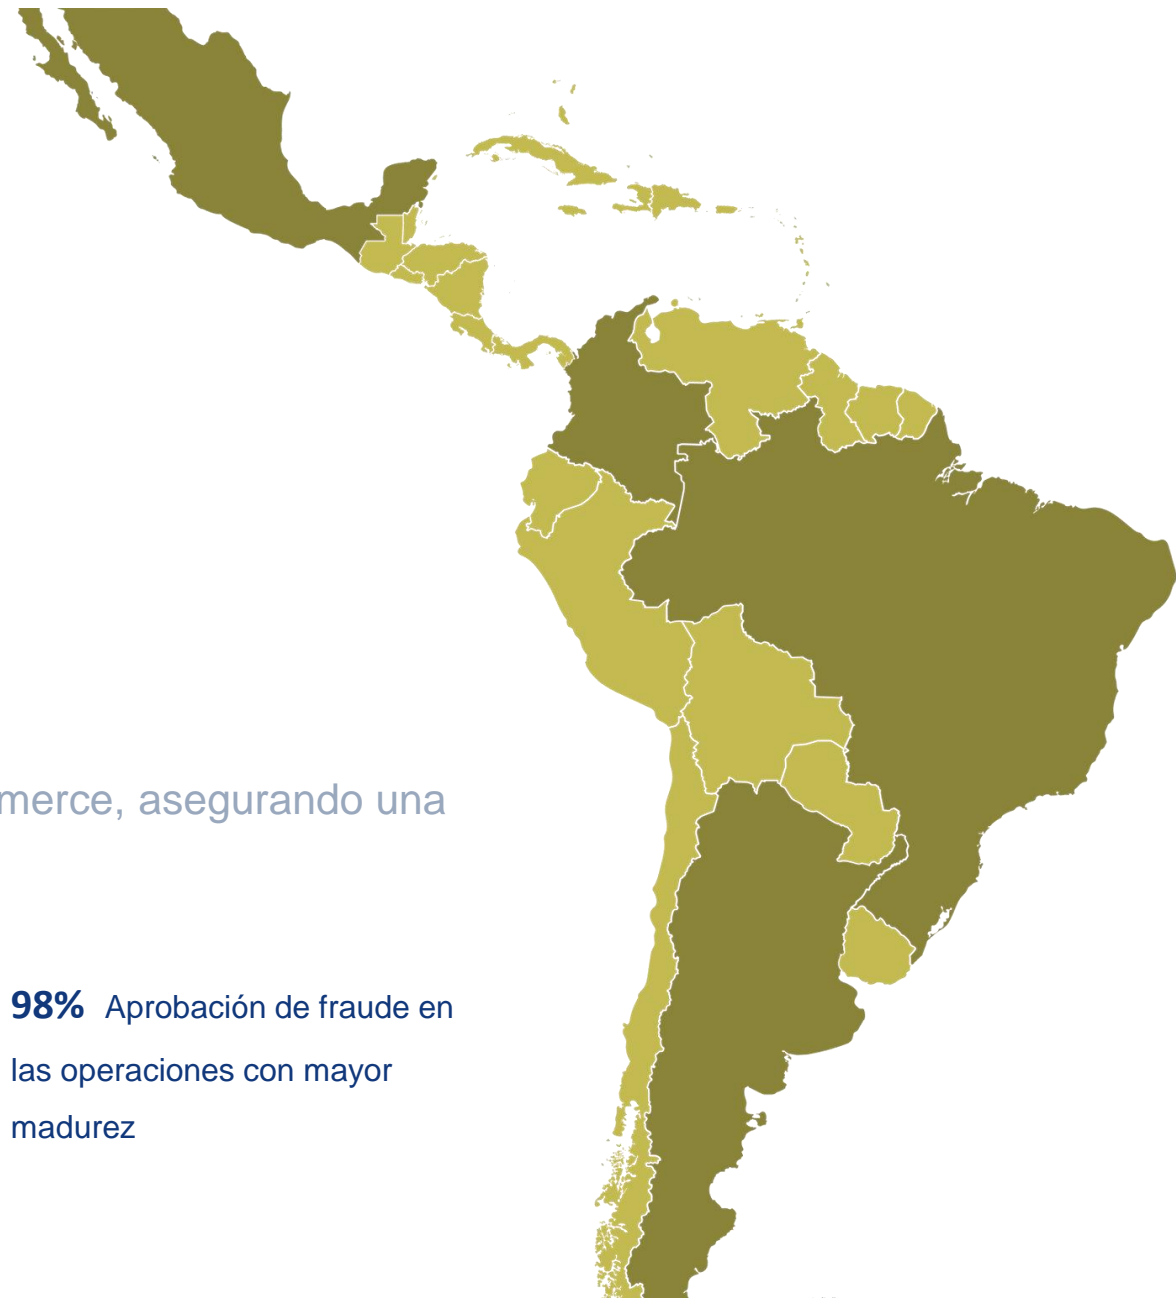 merce, asegurando una
98% Aprobación de fraude en
las operaciones con mayor
madurez